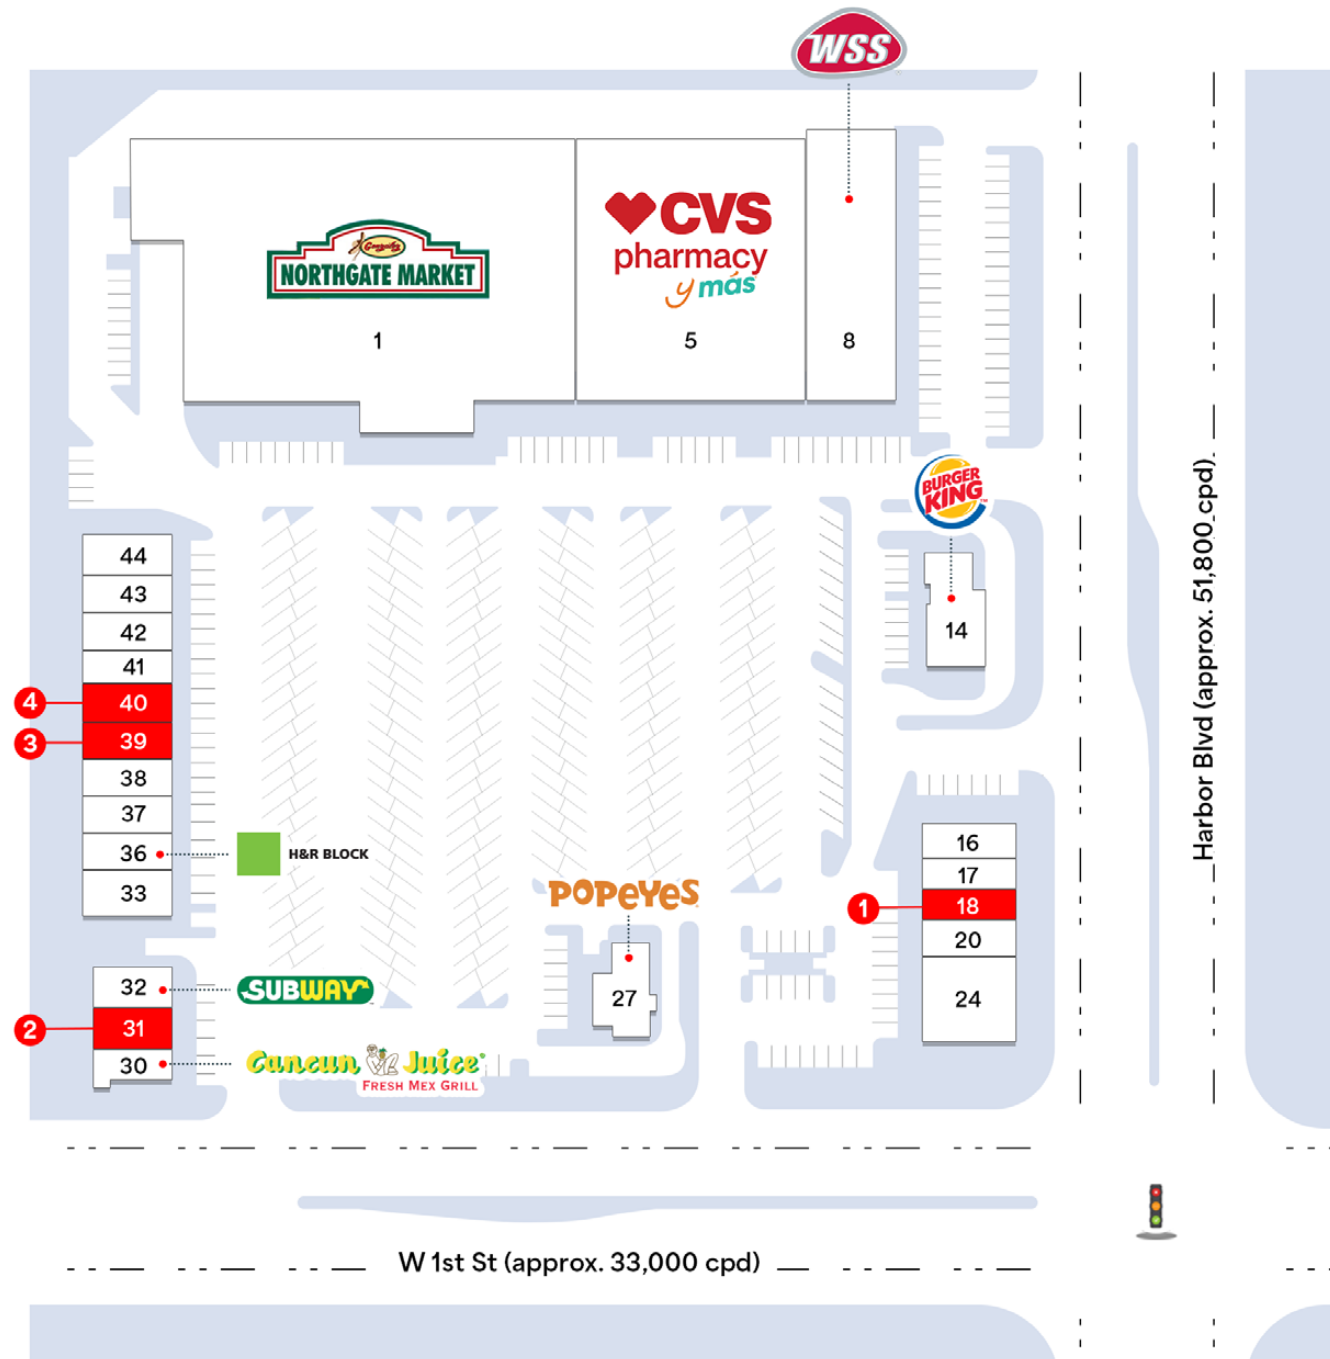 WSS
Gonzalez
NORTHGATE MARKET
1
CVS
pharmacy
y más
5
8
BURGER
KING
™
14
44
43
42
41
4
40
3
39
38
37
36
H&R BLOCK
33
32
SUBWAY
2
31
30
Cancun Juice
FRESH MEX GRILL
POPEYES
27
16
17
1
18
20
24
Harbor Blvd (approx. 51,800 cpd)
W 1st St (approx. 33,000 cpd)